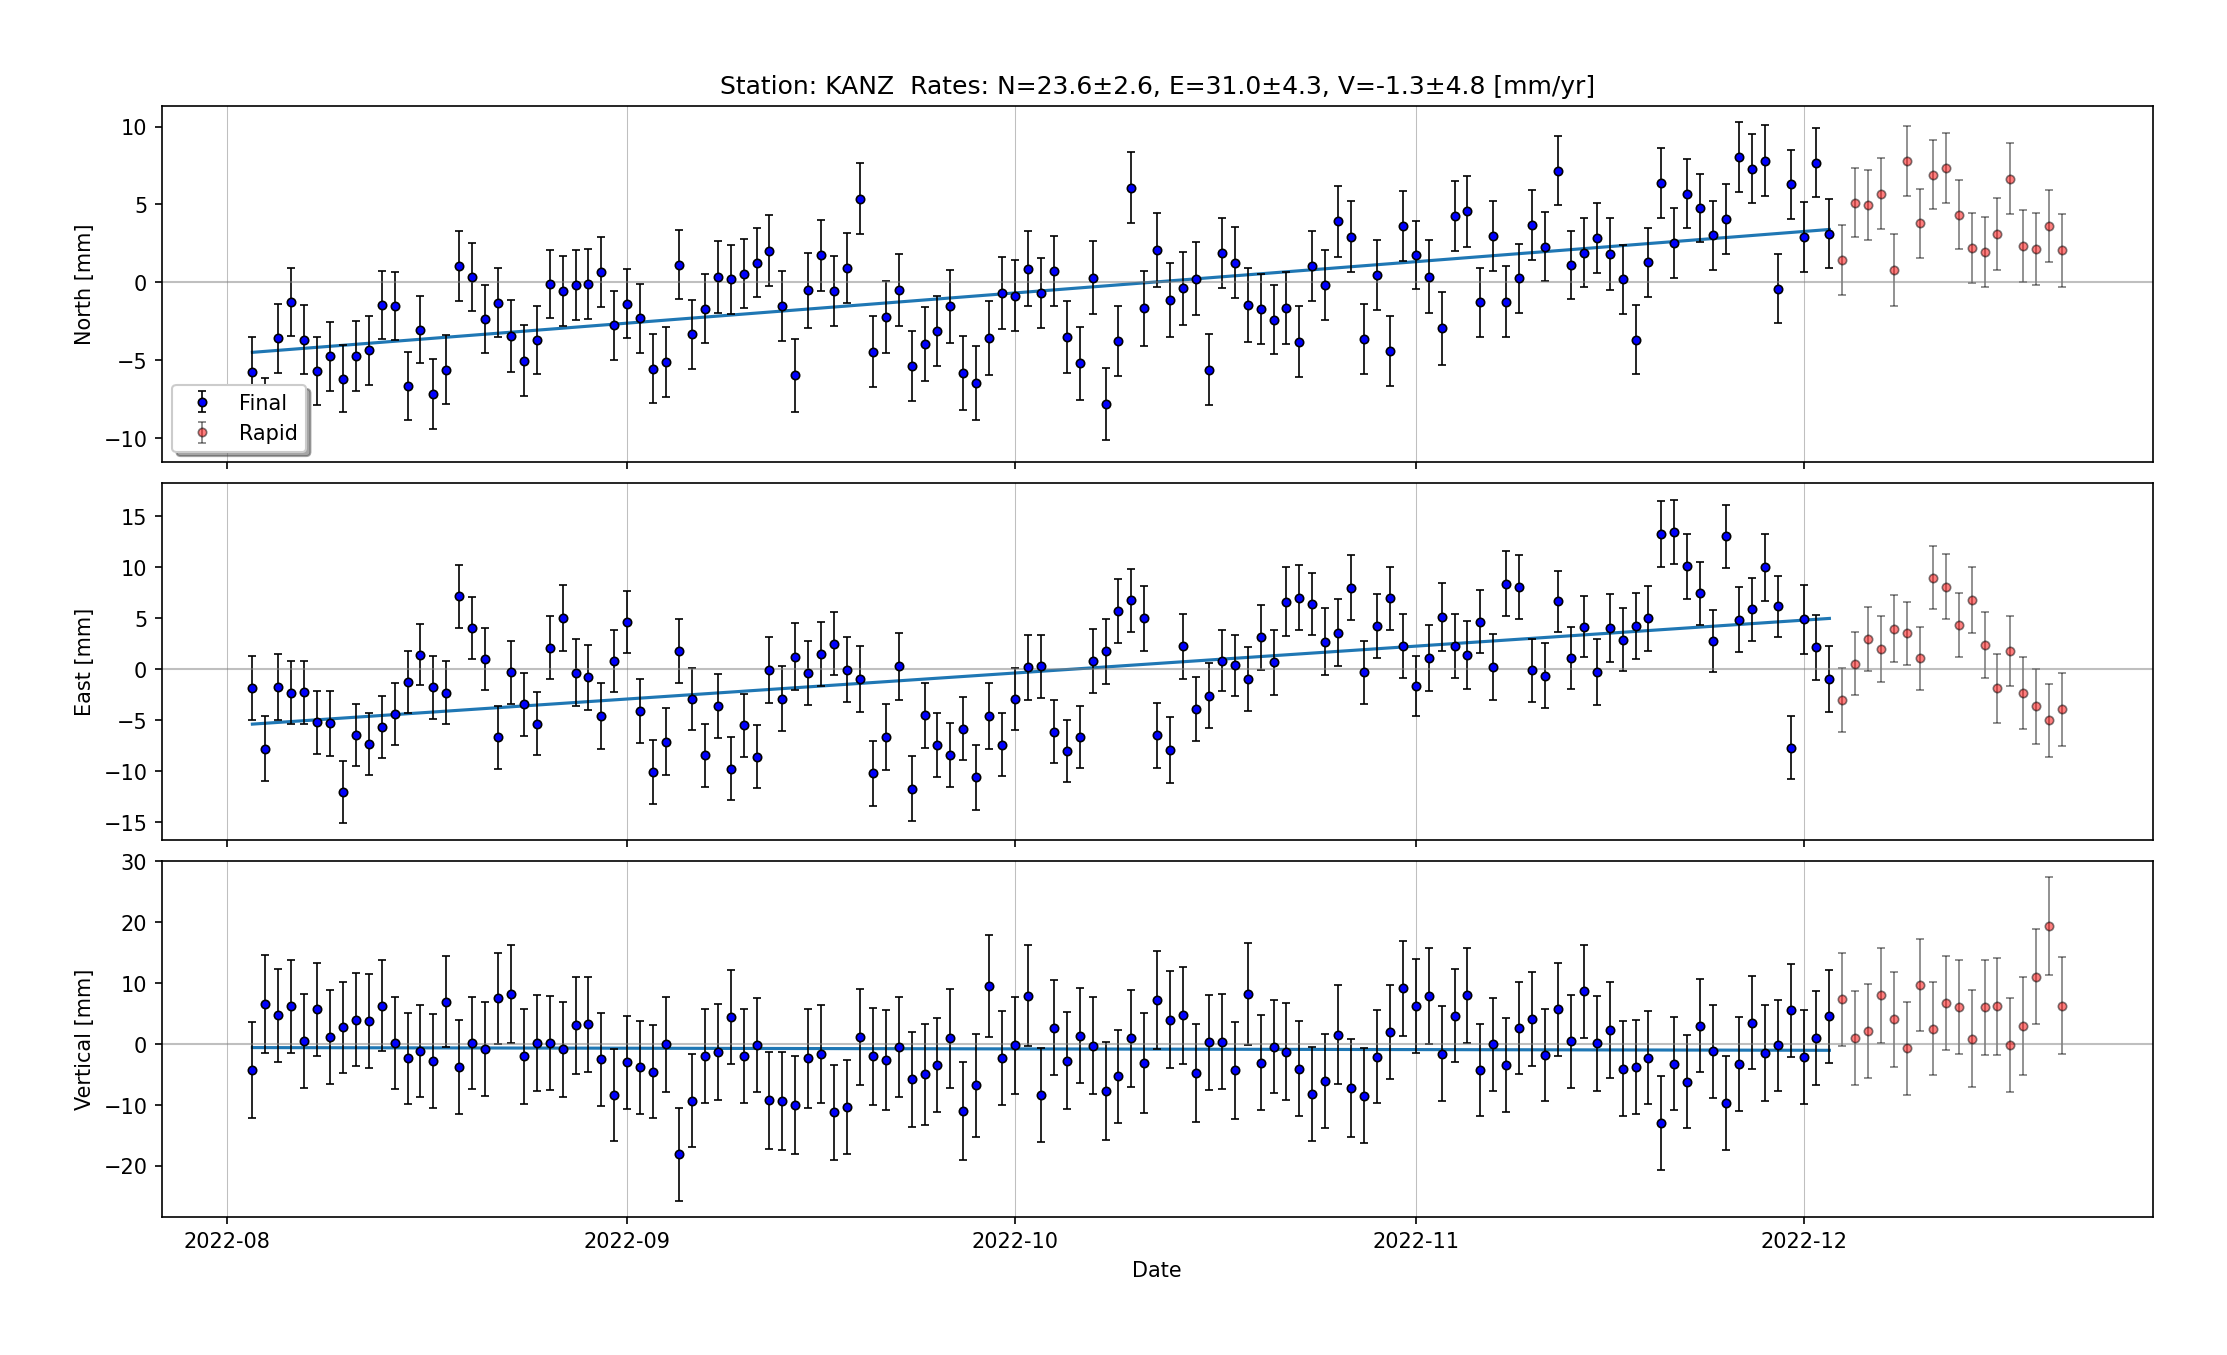 Station: KANZ  Rates: N=23.6±2.6, E=31.0±4.3, V=-1.3±4.8 [mm/yr]
10
5
0
−5
−10
North [mm]
Final
Rapid
15
10
5
0
−5
−10
−15
East [mm]
30
20
10
0
−10
−20
Vertical [mm]
2022-08 2022-09 2022-10 2022-11 2022-12
Date